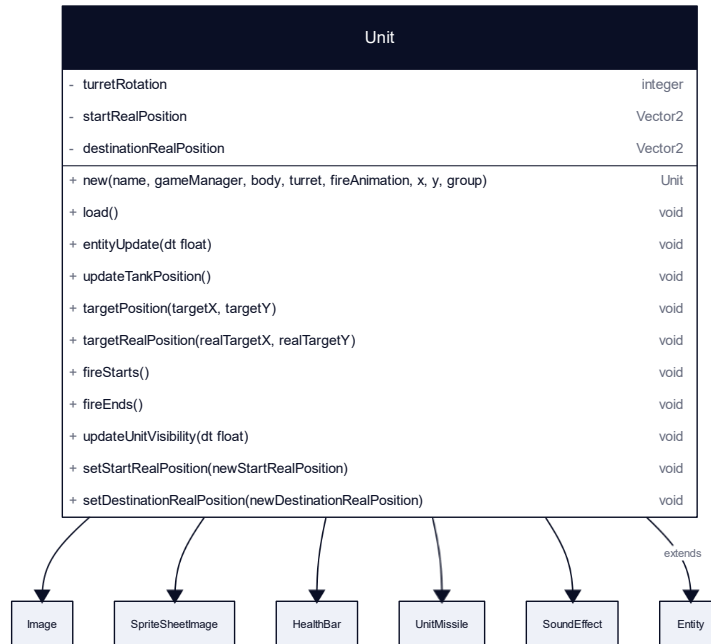 Unit
- turretRotation integer
- startRealPosition Vector2
- destinationRealPosition Vector2
+ new(name, gameManager, body, turret, fireAnimation, x, y, group) Unit
+ load() void
+ entityUpdate(dt float) void
+ updateTankPosition() void
+ targetPosition(targetX, targetY) void
+ targetRealPosition(realTargetX, realTargetY) void
+ fireStarts() void
+ fireEnds() void
+ updateUnitVisibility(dt float) void
+ setStartRealPosition(newStartRealPosition) void
+ setDestinationRealPosition(newDestinationRealPosition) void
extends
Image SpriteSheetImage HealthBar UnitMissile SoundEffect Entity